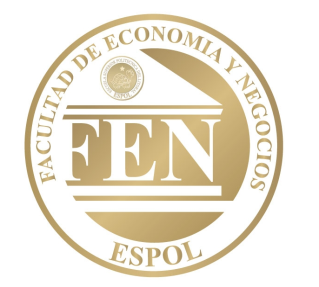 FACULTAD DE ECONOMIA Y NEGOCIOS
FEN
ESPOL